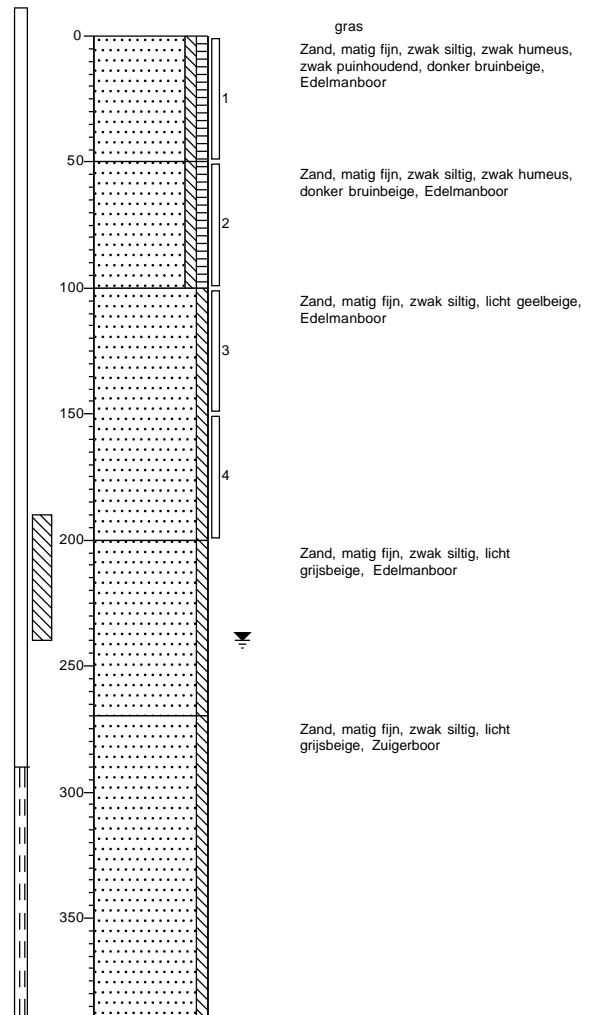 gras
0
Zand, matig fijn, zwak siltig, zwak humeus,
zwak puinhoudend, donker bruinbeige,
Edelmanboor
1
50
Zand, matig fijn, zwak siltig, zwak humeus,
donker bruinbeige, Edelmanboor
2
100
Zand, matig fijn, zwak siltig, licht geelbeige,
Edelmanboor
3
150
4
200
Zand, matig fijn, zwak siltig, licht
grijsbeige, Edelmanboor
250
Zand, matig fijn, zwak siltig, licht
grijsbeige, Zuigerboor
300
350